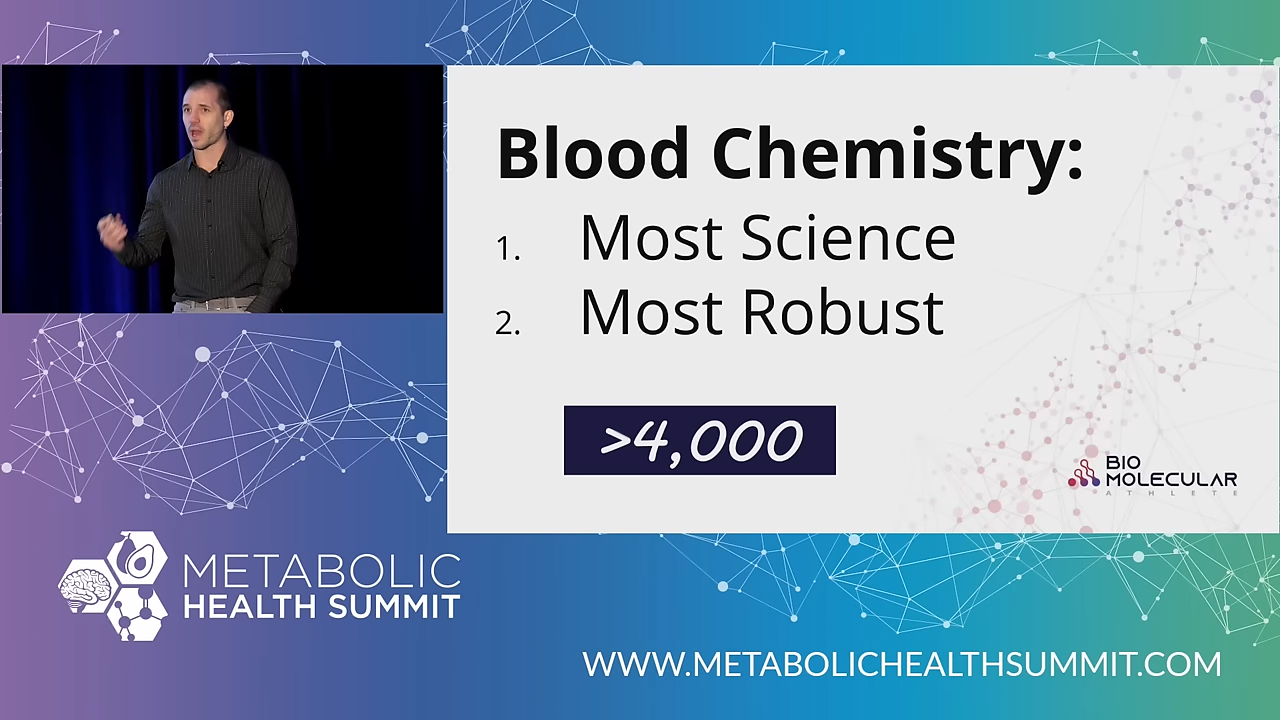 Blood Chemistry:
1. Most Science
2. Most Robust
>4,000
BIO
MOLECULAR
ATHLETE
METABOLIC
HEALTH SUMMIT
WWW.METABOLICHEALTHSUMMIT.COM